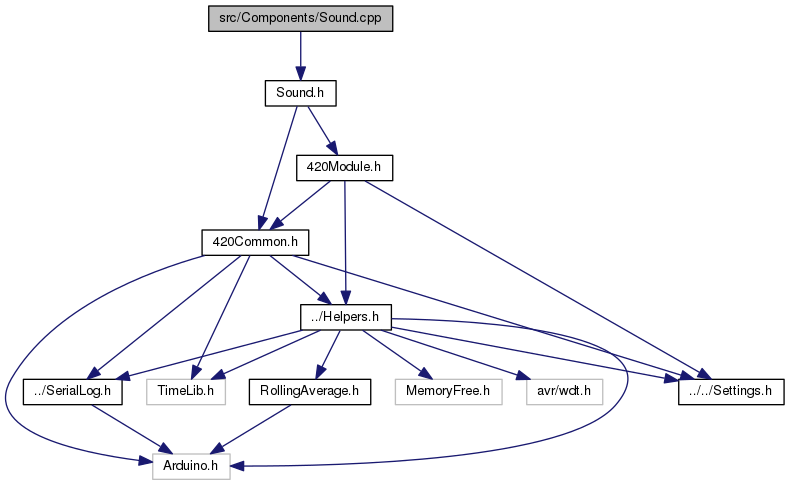 src/Components/Sound.cpp
Sound.h
420Module.h
420Common.h
../Helpers.h
../SerialLog.h
TimeLib.h
RollingAverage.h
MemoryFree.h
avr/wdt.h
../../Settings.h
Arduino.h